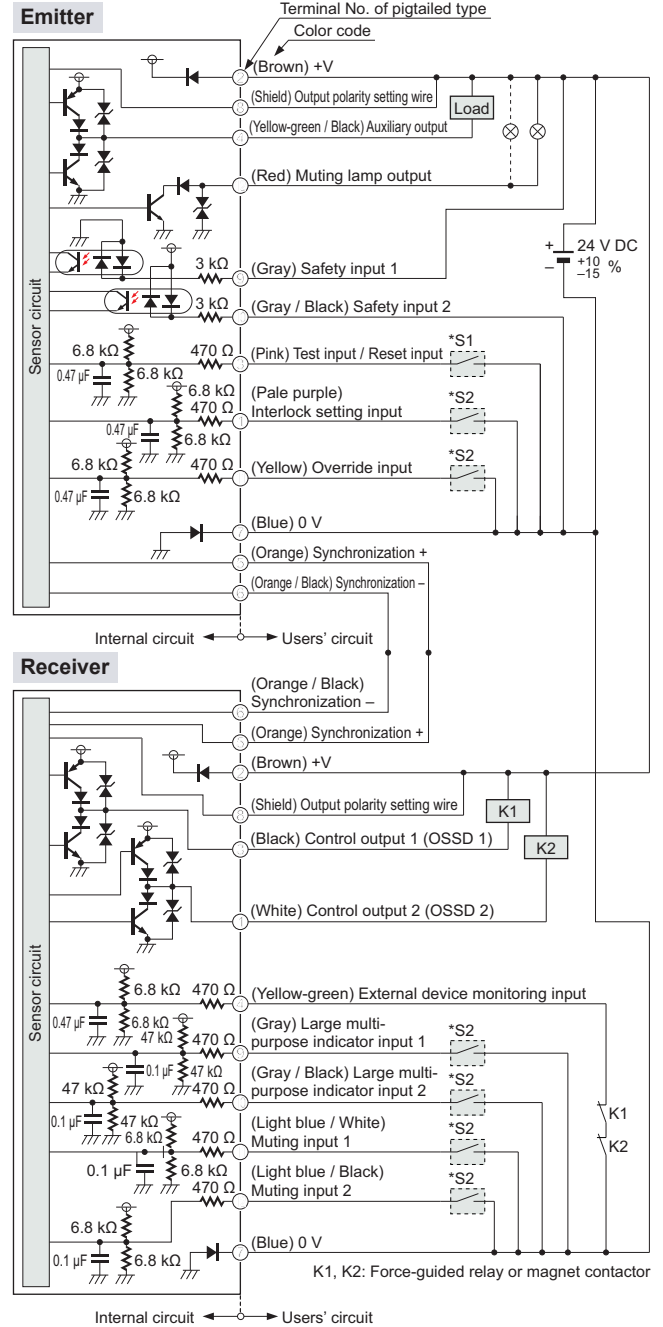 Emitter
Terminal No. of pigtailed type
Color code
(Brown) +V
(Shield) Output polarity setting wire
Load
(Yellow-green / Black) Auxiliary output
(Red) Muting lamp output
+
–
24 V DC
+10
–15 %
3 kΩ
(Gray) Safety input 1
3 kΩ
(Gray / Black) Safety input 2
Sensor circuit
6.8 kΩ
470 Ω
(Pink) Test input / Reset input
*S1
0.47 µF
6.8 kΩ
6.8 kΩ
470 Ω
(Pale purple)
Interlock setting input
*S2
0.47 µF
6.8 kΩ
6.8 kΩ
470 Ω
(Yellow) Override input
*S2
0.47 µF
6.8 kΩ
(Blue) 0 V
(Orange) Synchronization +
(Orange / Black) Synchronization –
Internal circuit
Users' circuit
Receiver
(Orange / Black)
Synchronization –
(Orange) Synchronization +
(Brown) +V
(Shield) Output polarity setting wire
K1
(Black) Control output 1 (OSSD 1)
K2
(White) Control output 2 (OSSD 2)
Sensor circuit
6.8 kΩ
470 Ω
(Yellow-green) External device monitoring input
0.47 µF
6.8 kΩ
47 kΩ
470 Ω
(Gray) Large multi-
purpose indicator input 1
*S2
0.1 µF
47 kΩ
47 kΩ
470 Ω
(Gray / Black) Large multi-
purpose indicator input 2
*S2
0.1 µF
47 kΩ
6.8 kΩ
470 Ω
(Light blue / White)
Muting input 1
*S2
K1
K2
0.1 µF
6.8 kΩ
470 Ω
(Light blue / Black)
Muting input 2
*S2
6.8 kΩ
0.1 µF
6.8 kΩ
(Blue) 0 V
K1, K2: Force-guided relay or magnet contactor
Internal circuit
Users' circuit